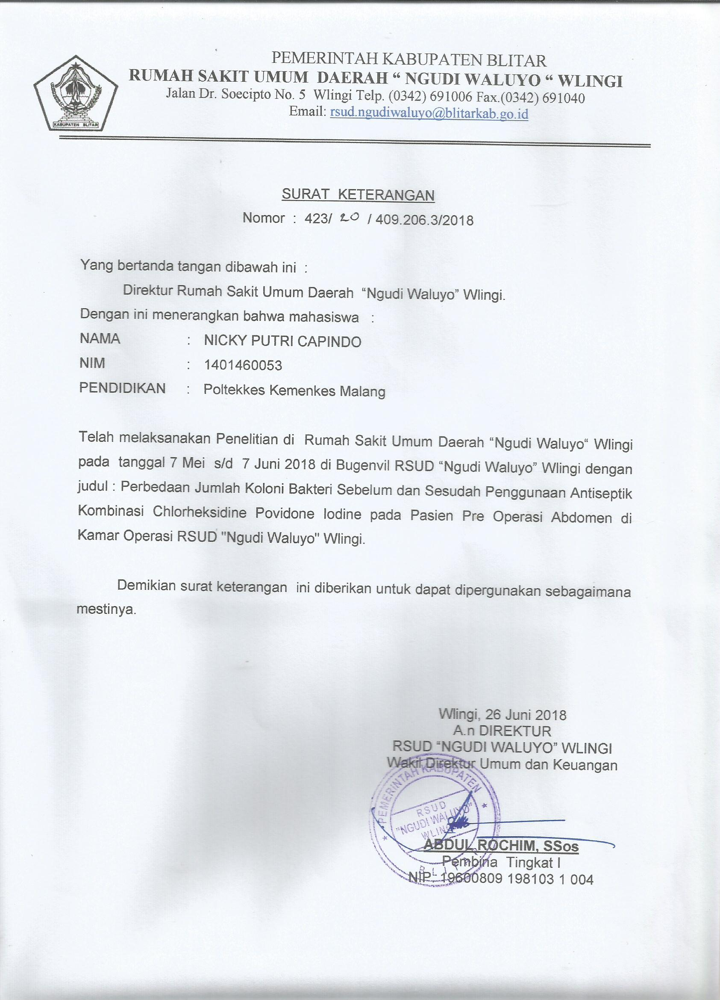 PEMERINTAH KABUPATEN BLITAR
RUMAH SAKIT UMUM DAERAH “ NGUDI WALUYO “ WLINGI
Jalan Dr. Soecipto No. 5 Wlingi Telp. (0342) 691006 Fax.(0342) 691040
Email: rsud.ngudiwaluyo@blitarkab.go.id
KABUPATEN BLITAR
SURAT KETERANGAN
Nomor : 423/ 20 / 409.206.3/2018
Yang bertanda tangan dibawah ini :
Direktur Rumah Sakit Umum Daerah “Ngudi Waluyo” Wlingi.
Dengan ini menerangkan bahwa mahasiswa :
NAMA : NICKY PUTRI CAPINDO
NIM : 1401460053
PENDIDIKAN : Poltekkes Kemenkes Malang
Telah melaksanakan Penelitian di Rumah Sakit Umum Daerah “Ngudi Waluyo“ Wlingi
pada tanggal 7 Mei s/d 7 Juni 2018 di Bugenvil RSUD “Ngudi Waluyo” Wlingi dengan
judul : Perbedaan Jumlah Koloni Bakteri Sebelum dan Sesudah Penggunaan Antiseptik
Kombinasi Chlorheksidine Povidone Iodine pada Pasien Pre Operasi Abdomen di
Kamar Operasi RSUD "Ngudi Waluyo" Wlingi.
Demikian surat keterangan ini diberikan untuk dapat dipergunakan sebagaimana
mestinya.
Wlingi, 26 Juni 2018
A.n DIREKTUR
RSUD “NGUDI WALUYO” WLINGI
Wakil Direktur Umum dan Keuangan
PEMERINTAH KABUPATEN
RSUD
"NGUDI WALUYO"
WLINGI
BLITAR
ABDUL ROCHIM, SSos
Pembina Tingkat I
NIP. 19600809 198103 1 004